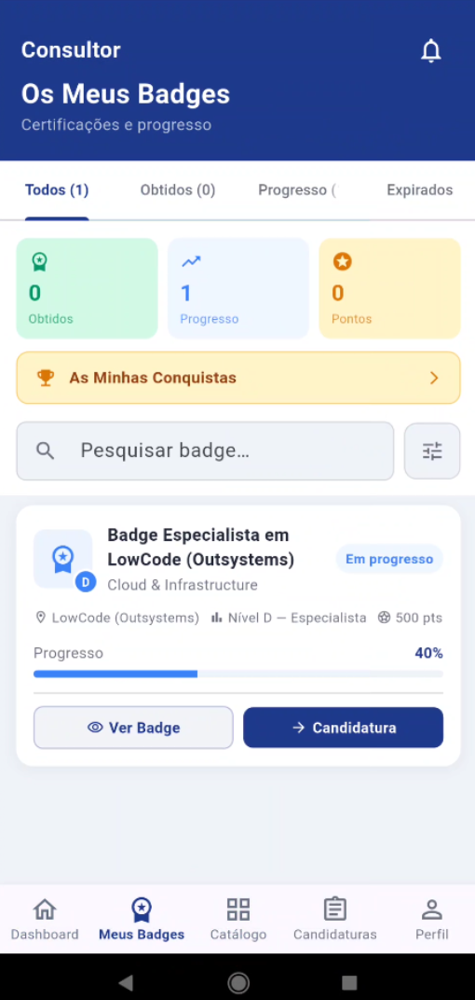 Consultor
Os Meus Badges
Certificações e progresso
Todos (1)
Obtidos (0)
Progresso (
Expirados
0
Obtidos
1
Progresso
0
Pontos
As Minhas Conquistas
Pesquisar badge...
Badge Especialista em
LowCode (Outsystems)
Em progresso
D
Cloud & Infrastructure
LowCode (Outsystems)
Nível D — Especialista
500 pts
Progresso
40%
Ver Badge
Candidatura
Dashboard
Meus Badges
Catálogo
Candidaturas
Perfil